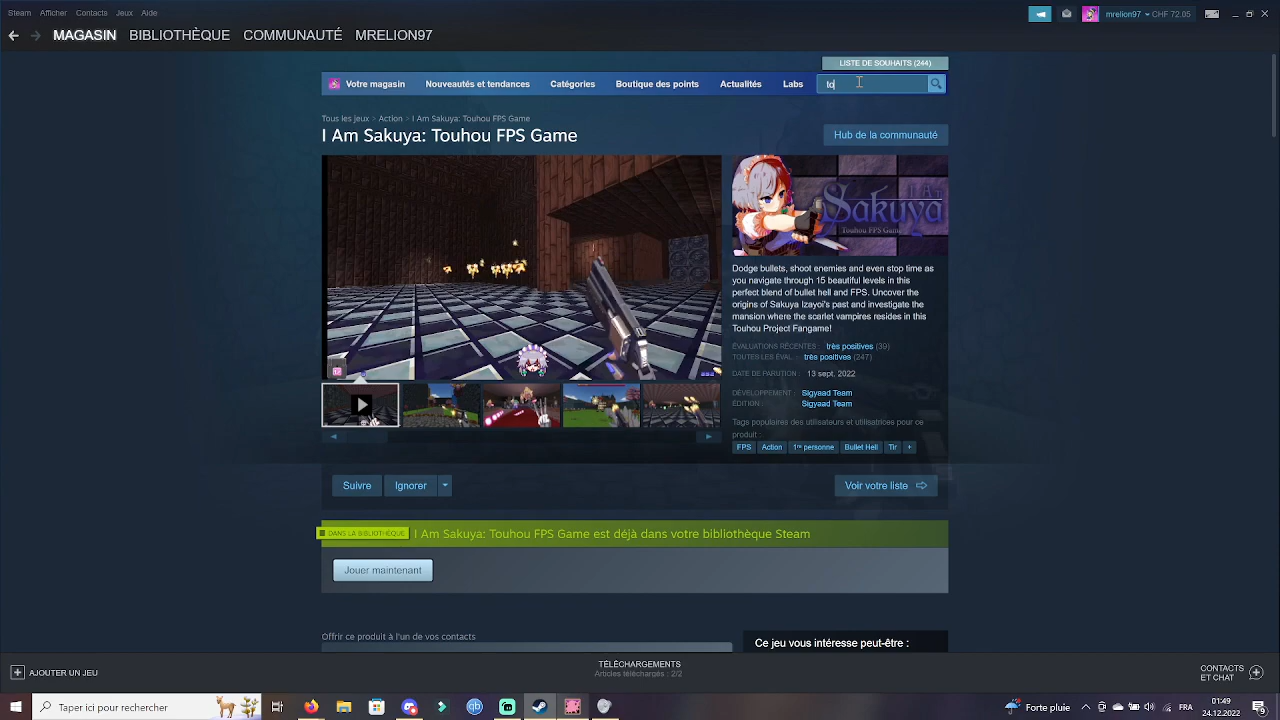 Steam Afficher Contacts Jeux Aide
mrelion97 CHF 72.05
MAGASIN BIBLIOTHÈQUE COMMUNAUTÉ MRELION97
LISTE DE SOUHAITS (244)
Votre magasin Nouveautés et tendances Catégories Boutique des points Actualités Labs to
Tous les jeux > Action > I Am Sakuya: Touhou FPS Game
I Am Sakuya: Touhou FPS Game
Hub de la communauté
I Am
Sakuya
Touhou FPS Game
Dodge bullets, shoot enemies and even stop time as
you navigate through 15 beautiful levels in this
perfect blend of bullet hell and FPS. Uncover the
origins of Sakuya Izayoi's past and investigate the
mansion where the scarlet vampires resides in this
Touhou Project Fangame!
ÉVALUATIONS RÉCENTES : très positives (39)
TOUTES LES ÉVAL. : très positives (247)
DATE DE PARUTION : 13 sept. 2022
DÉVELOPPEMENT : Sigyaad Team
ÉDITION : Sigyaad Team
Tags populaires des utilisateurs et utilisatrices pour ce
produit :
FPS Action 1re personne Bullet Hell Tir +
Suivre Ignorer Voir votre liste
DANS LA BIBLIOTHÈQUE I Am Sakuya: Touhou FPS Game est déjà dans votre bibliothèque Steam
Jouer maintenant
Offrir ce produit à l'un de vos contacts
Ce jeu vous intéresse peut-être :
AJOUTER UN JEU
TÉLÉCHARGEMENTS
Articles téléchargés : 2/2
CONTACTS
ET CHAT
Taper ici pour rechercher
Prévisions
FRA
01:49
24.12.2022